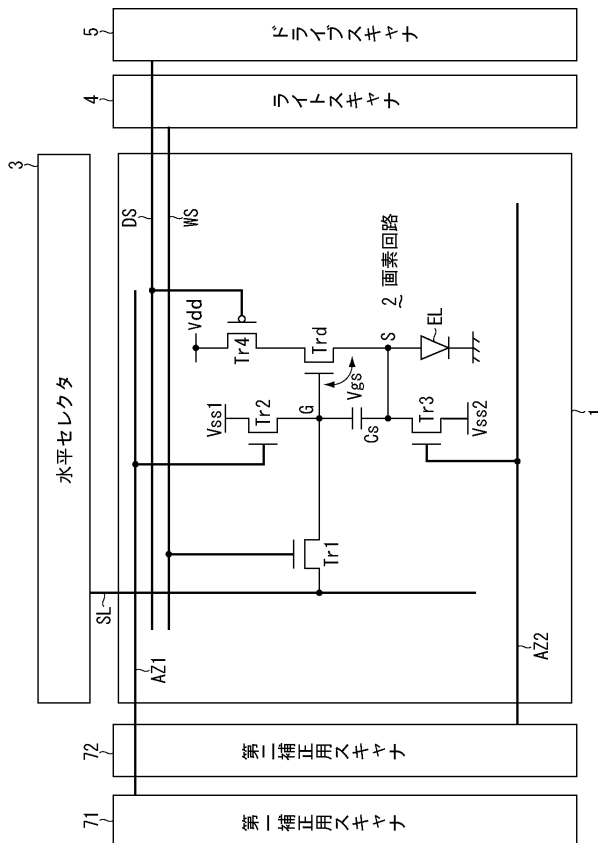 3
水平セレクタ
5
ドライブスキャナ
4
ライトスキャナ
DS
WS
Vdd
Tr4
Trd
2 画素回路
S
EL
Vgs
G
Vss1
Tr2
Cs
Tr3
Vss2
Tr1
SL
AZ1
AZ2
1
72
第二補正用スキャナ
71
第一補正用スキャナ